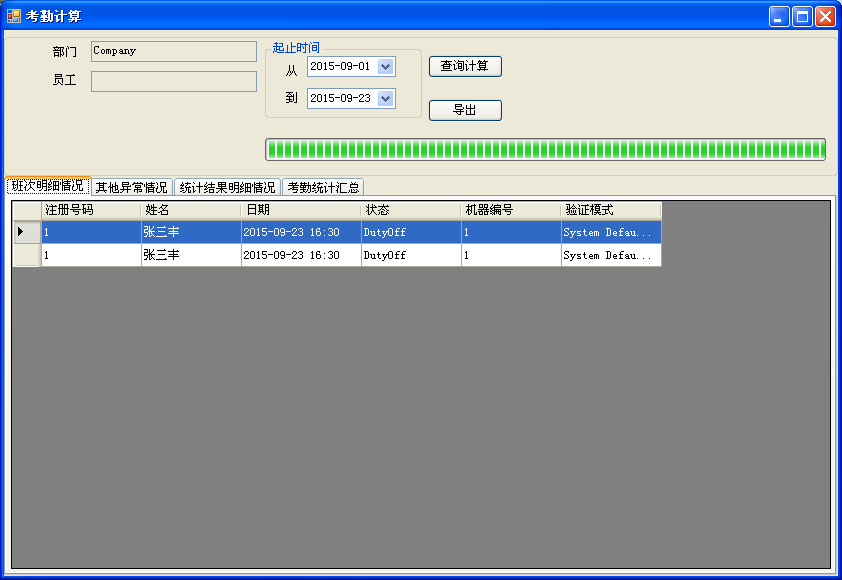 考勤计算
部门 Company
员工
起止时间
从 2015-09-01
到 2015-09-23
查询计算
导出
班次明细情况 其他异常情况 统计结果明细情况 考勤统计汇总
注册号码 姓名 日期 状态 机器编号 验证模式
1 张三丰 2015-09-23 16:30 DutyOff 1 System Defau...
1 张三丰 2015-09-23 16:30 DutyOff 1 System Defau...